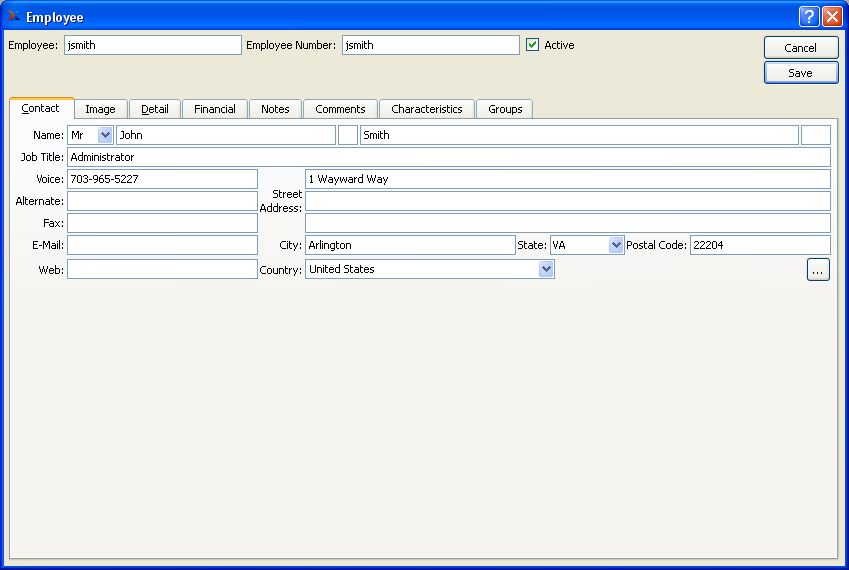 Employee
Employee: jsmith Employee Number: jsmith Active
Cancel
Save
Contact Image Detail Financial Notes Comments Characteristics Groups
Name: Mr John Smith
Job Title: Administrator
Voice: 703-965-5227 1 Wayward Way
Alternate: Street Address:
Fax:
E-Mail: City: Arlington State: VA Postal Code: 22204
Web: Country: United States ...